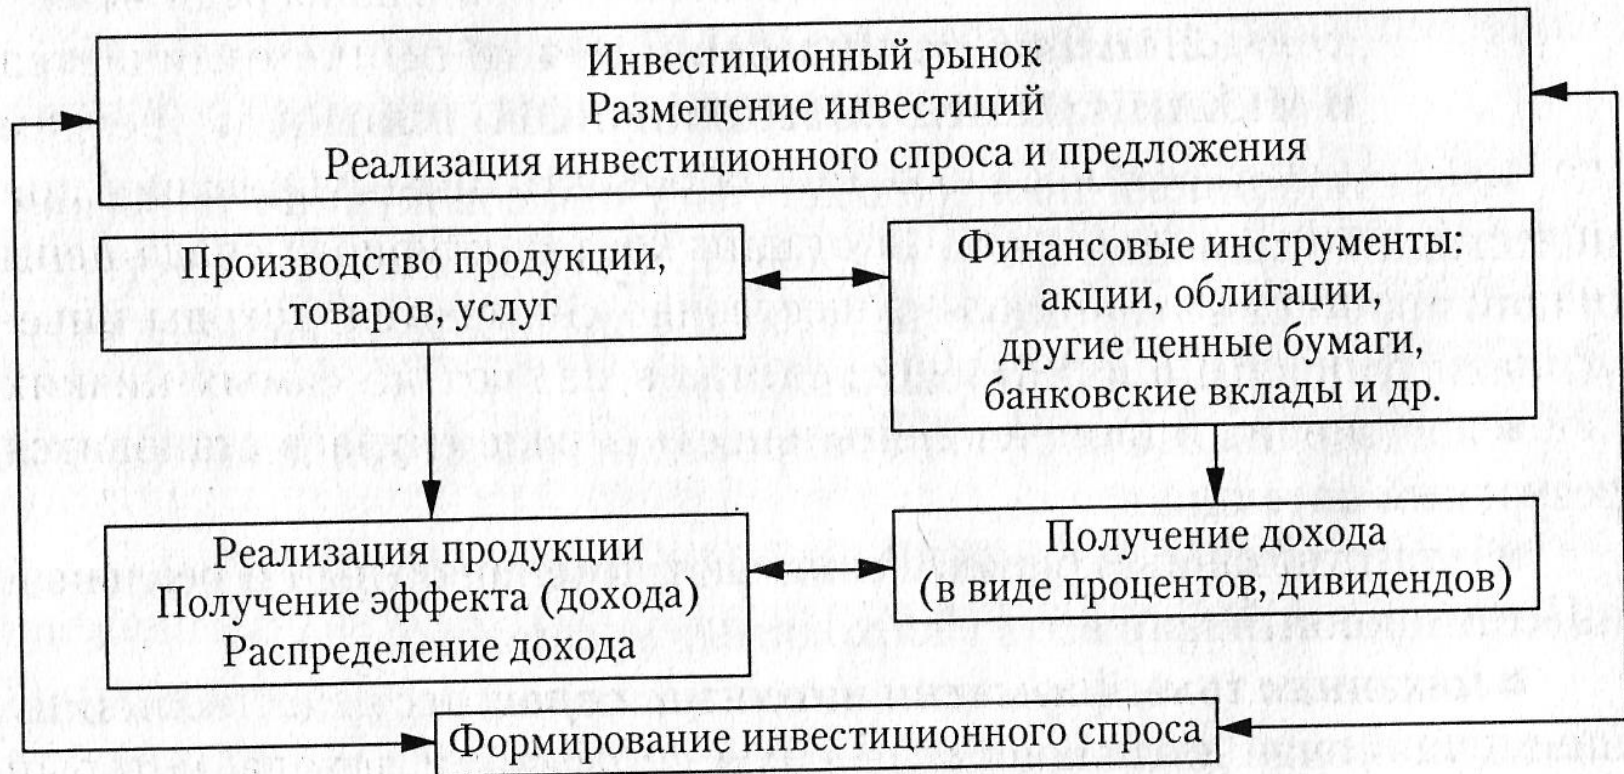 Инвестиционный рынок
Размещение инвестиций
Реализация инвестиционного спроса и предложения
Производство продукции,
товаров, услуг
Финансовые инструменты:
акции, облигации,
другие ценные бумаги,
банковские вклады и др.
Реализация продукции
Получение эффекта (дохода)
Распределение дохода
Получение дохода
(в виде процентов, дивидендов)
Формирование инвестиционного спроса